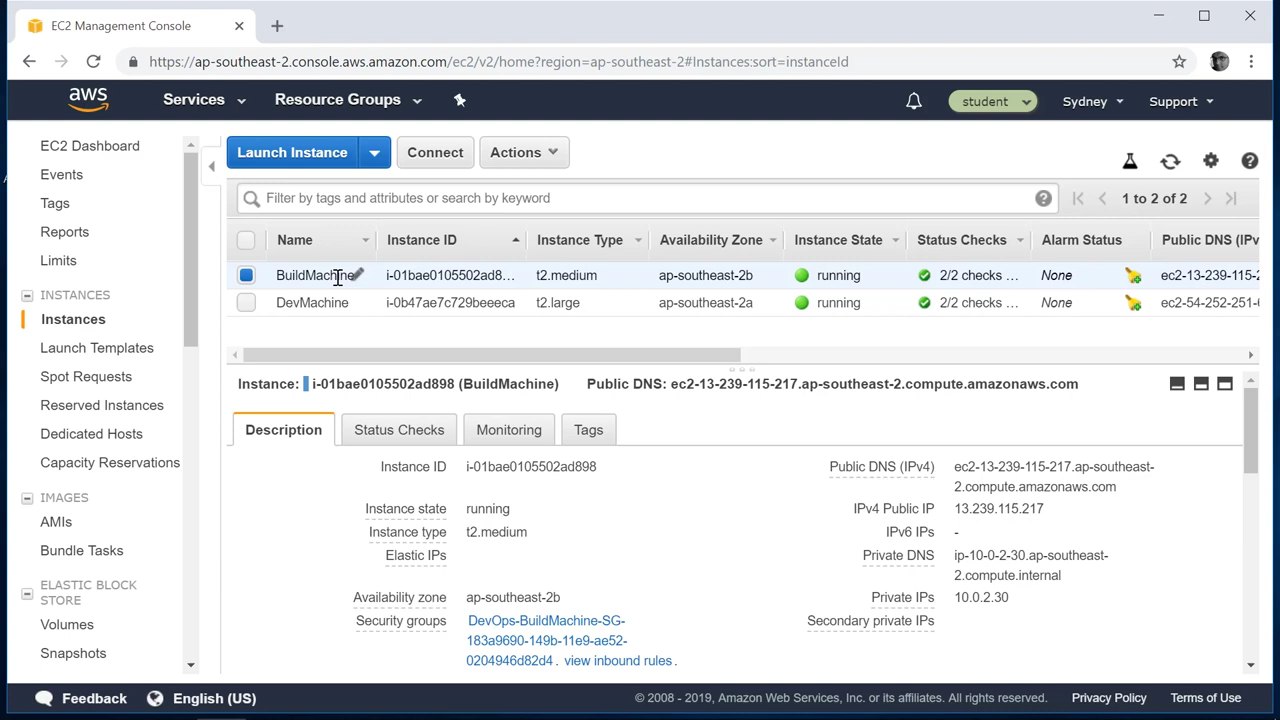 EC2 Management Console
https://ap-southeast-2.console.aws.amazon.com/ec2/v2/home?region=ap-southeast-2#Instances:sort=instanceId
aws Services Resource Groups student Sydney Support
EC2 Dashboard
Events
Tags
Reports
Limits
INSTANCES
Instances
Launch Templates
Spot Requests
Reserved Instances
Dedicated Hosts
Capacity Reservations
IMAGES
AMIs
Bundle Tasks
ELASTIC BLOCK
STORE
Volumes
Snapshots
Launch Instance Connect Actions
Filter by tags and attributes or search by keyword 1 to 2 of 2
Name Instance ID Instance Type Availability Zone Instance State Status Checks Alarm Status Public DNS (IPv
BuildMachine i-01bae0105502ad8... t2.medium ap-southeast-2b running 2/2 checks ... None ec2-13-239-115-2
DevMachine i-0b47ae7c729beeeca t2.large ap-southeast-2a running 2/2 checks ... None ec2-54-252-251-
Instance: i-01bae0105502ad898 (BuildMachine) Public DNS: ec2-13-239-115-217.ap-southeast-2.compute.amazonaws.com
Description Status Checks Monitoring Tags
Instance ID i-01bae0105502ad898
Instance state running
Instance type t2.medium
Elastic IPs
Availability zone ap-southeast-2b
Security groups DevOps-BuildMachine-SG-
183a9690-149b-11e9-ae52-
0204946d82d4 . view inbound rules .
Public DNS (IPv4) ec2-13-239-115-217.ap-southeast-
2.compute.amazonaws.com
IPv4 Public IP 13.239.115.217
IPv6 IPs -
Private DNS ip-10-0-2-30.ap-southeast-
2.compute.internal
Private IPs 10.0.2.30
Secondary private IPs
Feedback English (US) © 2008 - 2019, Amazon Web Services, Inc. or its affiliates. All rights reserved. Privacy Policy Terms of Use